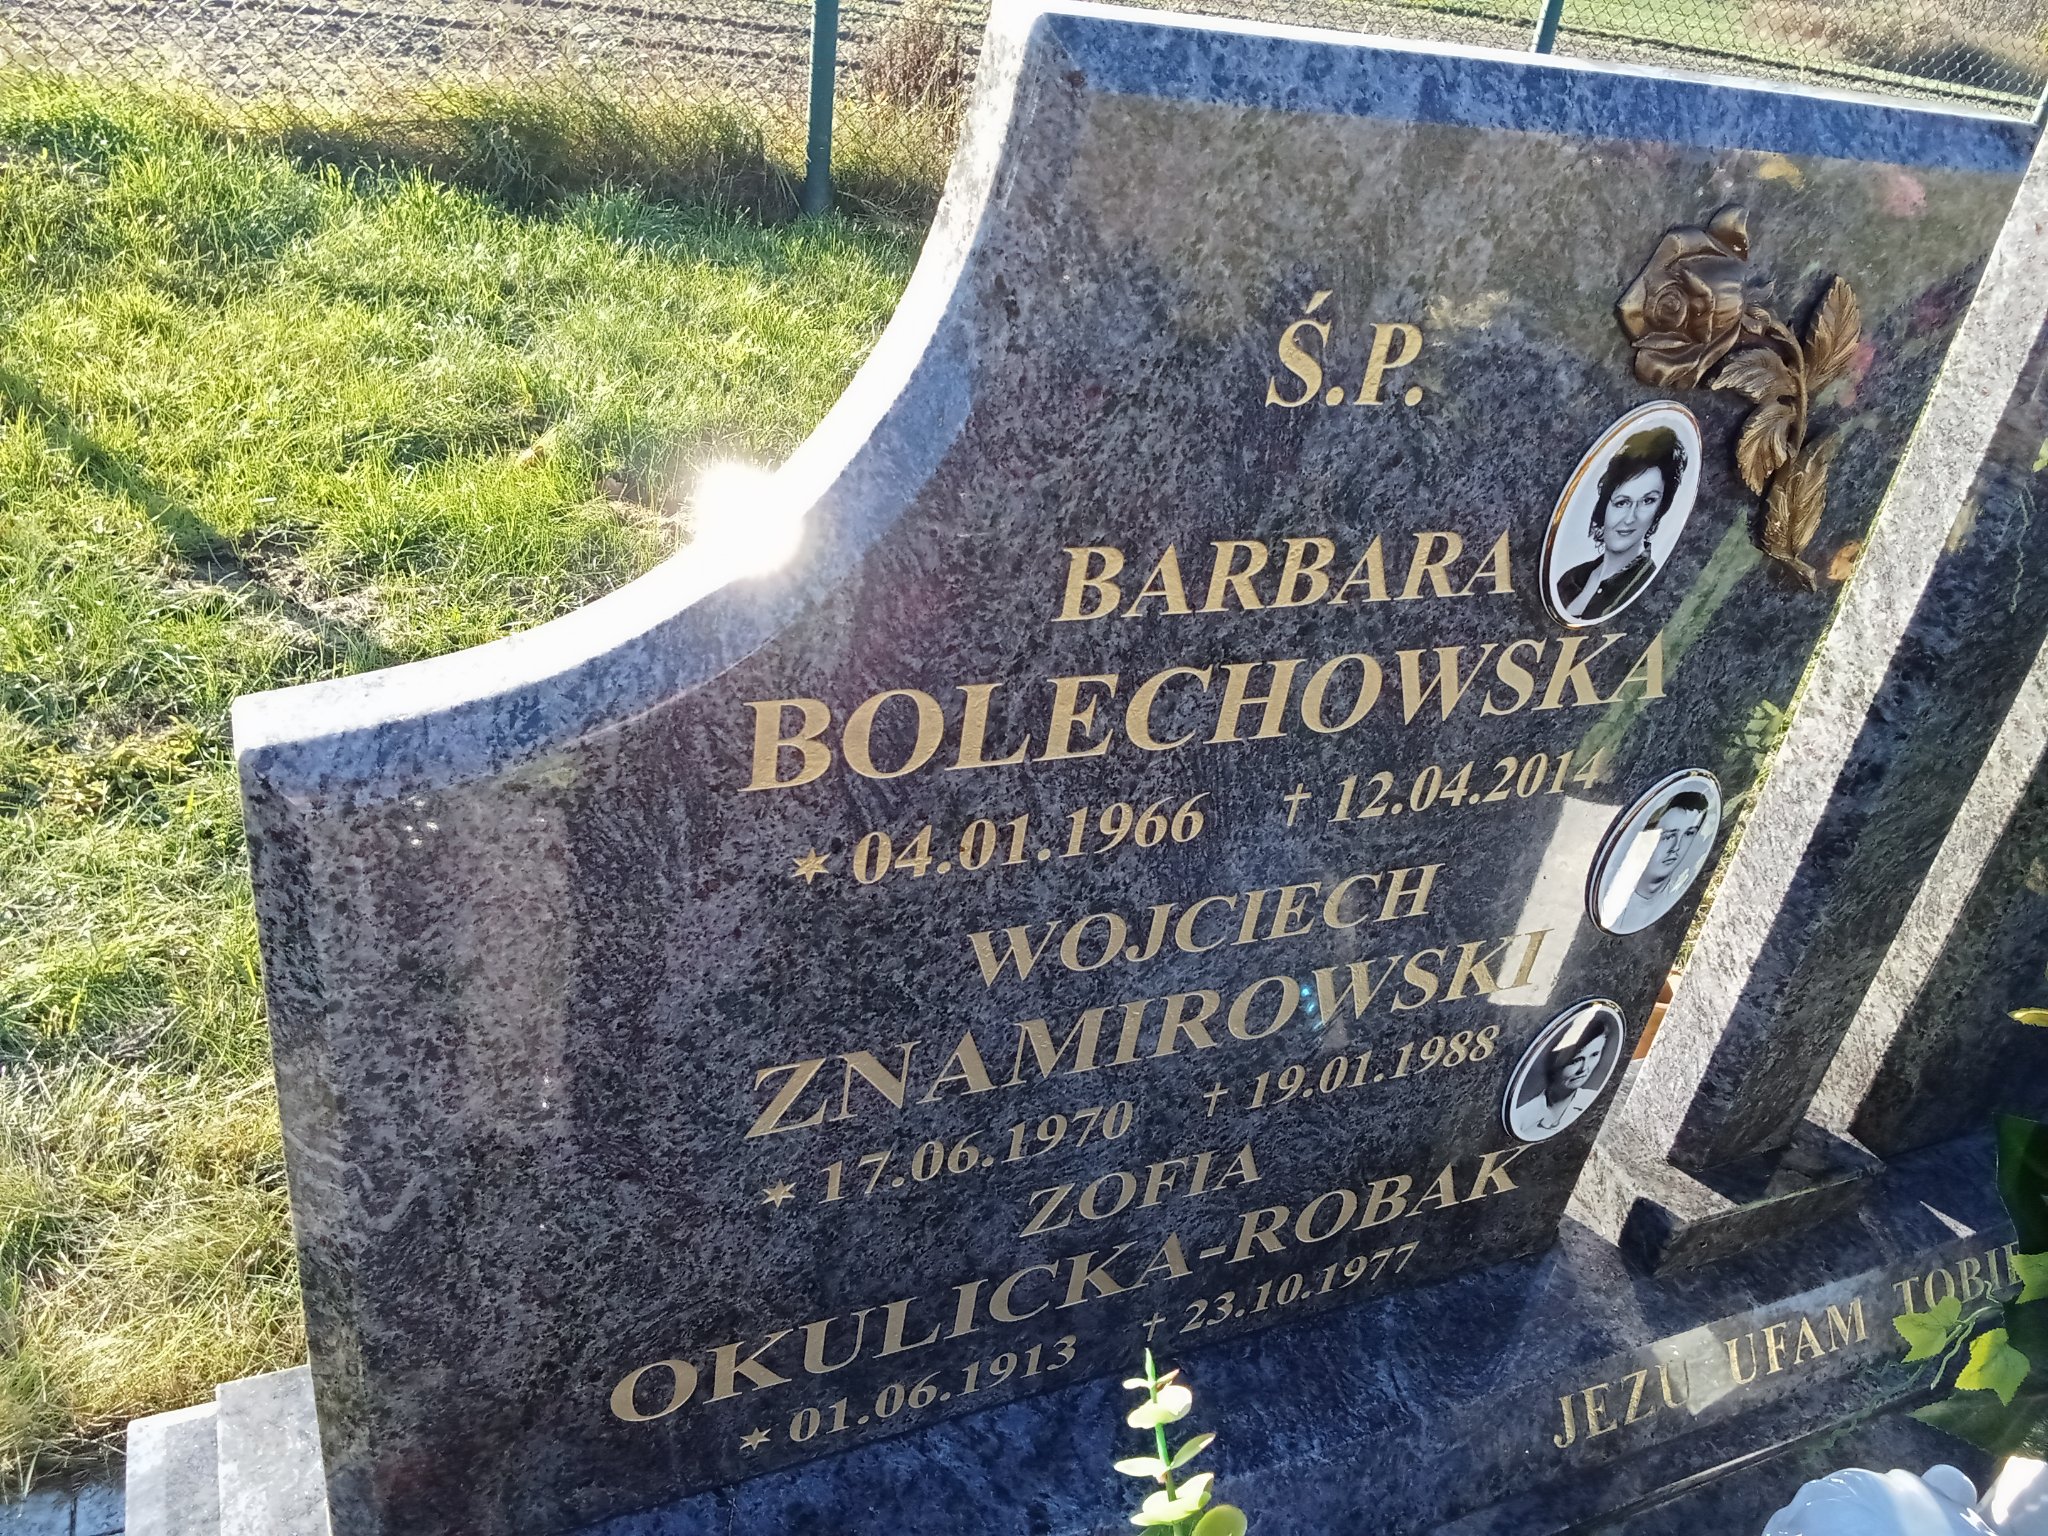 Ś.P.
BARBARA
BOLECHOWSKA
* 04.01.1966 † 12.04.2014
WOJCIECH
ZNAMIROWSKI
* 17.06.1970 † 19.01.1988
ZOFIA
OKULICKA-ROBAK
* 01.06.1913 † 23.10.1977
JEZU UFAM TOBIE